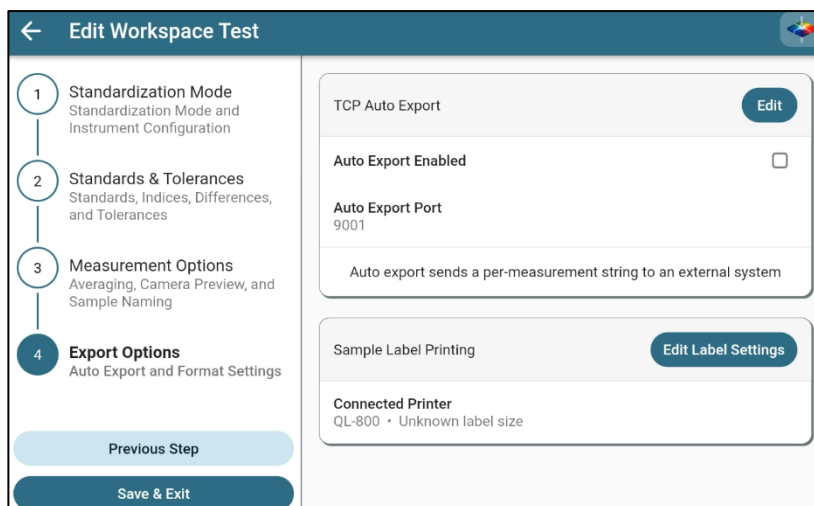 Edit Workspace Test
1
Standardization Mode
Standardization Mode and
Instrument Configuration
2
Standards & Tolerances
Standards, Indices, Differences,
and Tolerances
3
Measurement Options
Averaging, Camera Preview, and
Sample Naming
4
Export Options
Auto Export and Format Settings
Previous Step
Save & Exit
TCP Auto Export
Edit
Auto Export Enabled
Auto Export Port
9001
Auto export sends a per-measurement string to an external system
Sample Label Printing
Edit Label Settings
Connected Printer
QL-800 • Unknown label size